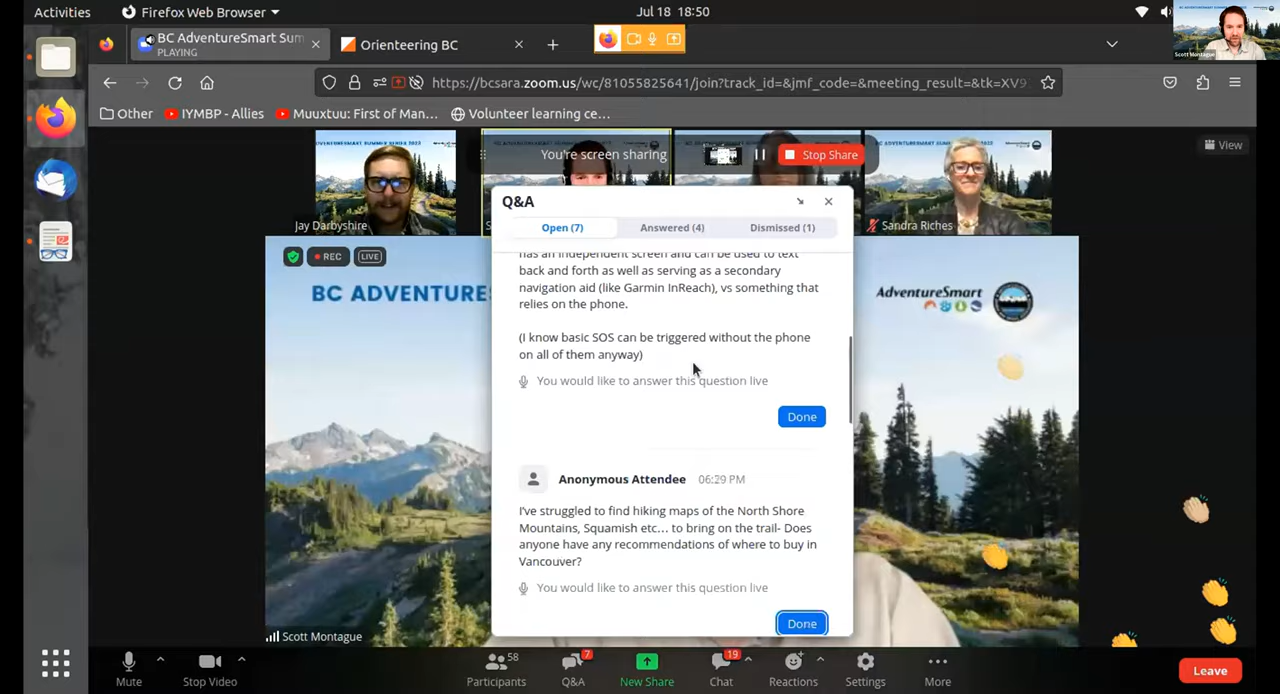 Activities
Firefox Web Browser
Jul 18 18:50
Scott Montague
BC AdventureSmart Sum
PLAYING
Orienteering BC
https://bcsara.zoom.us/wc/81055825641/join?track_id=&jmf_code=&meeting_result=&tk=XV9
Other
IYMBP - Allies
Muuxtuu: First of Man...
Volunteer learning ce...
You're screen sharing
Stop Share
View
Jay Darbyshire
Sandra Riches
Q&A
Open (7)
Answered (4)
Dismissed (1)
REC
LIVE
BC ADVENTURES
AdventureSmart
has an independent screen and can be used to text
back and forth as well as serving as a secondary
navigation aid (like Garmin InReach), vs something that
relies on the phone.
(I know basic SOS can be triggered without the phone
on all of them anyway)
You would like to answer this question live
Done
Anonymous Attendee
06:29 PM
I've struggled to find hiking maps of the North Shore
Mountains, Squamish etc... to bring on the trail- Does
anyone have any recommendations of where to buy in
Vancouver?
You would like to answer this question live
Done
Scott Montague
Mute
Stop Video
Participants
58
Q&A
7
New Share
Chat
19
Reactions
Settings
More
Leave